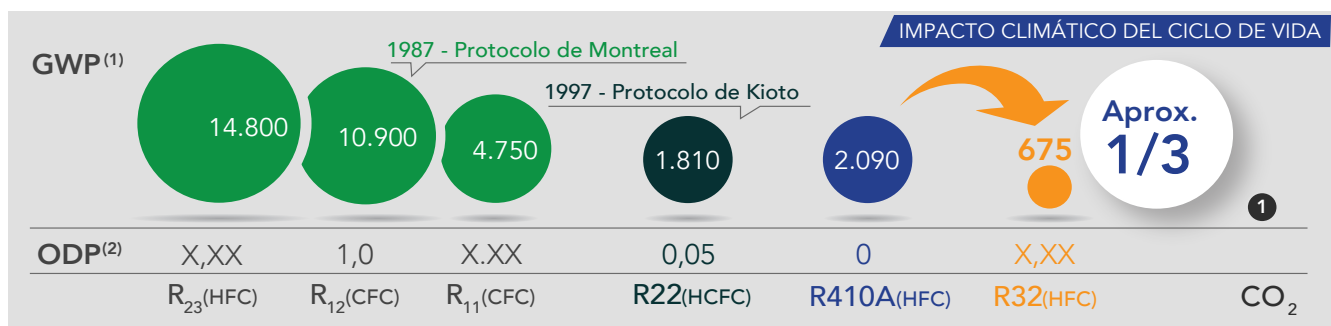 IMPACTO CLIMÁTICO DEL CICLO DE VIDA
GWP(1)
1987 - Protocolo de Montreal
1997 - Protocolo de Kioto
14.800 10.900 4.750 1.810 2.090 675
Aprox.
1/3
1
ODP(2) X,XX 1,0 X.XX 0,05 0 X,XX
R23(HFC) R12(CFC) R11(CFC) R22(HCFC) R410A(HFC) R32(HFC) CO2